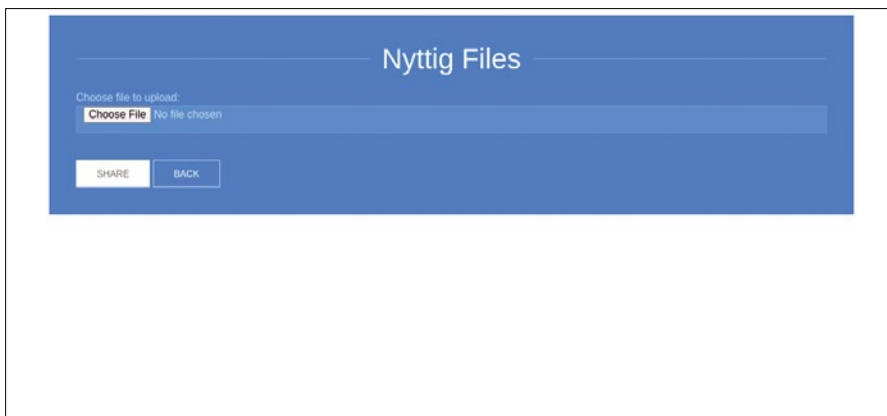 Nyttig Files
Choose file to upload:
Choose File No file chosen
SHARE BACK